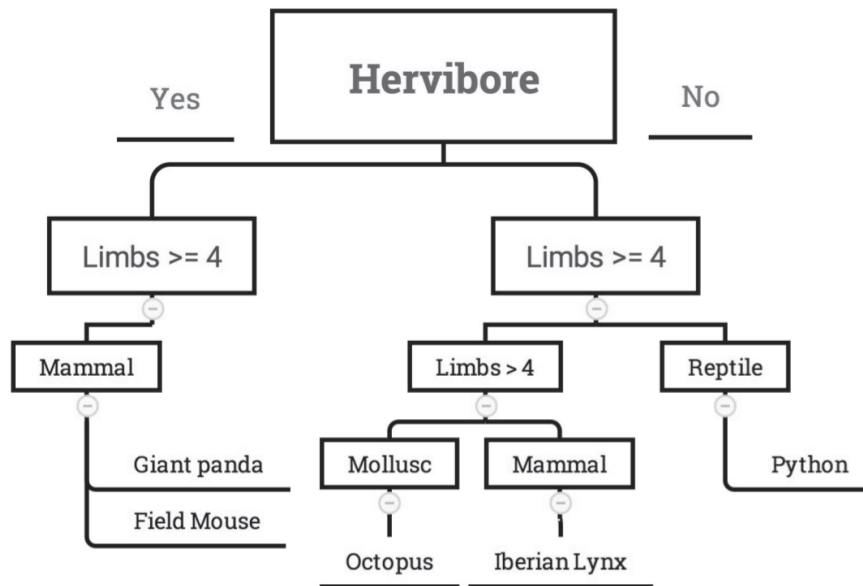 Hervibore
Yes
No
Limbs >= 4
Limbs >= 4
Mammal
Limbs > 4
Reptile
Giant panda
Mollusc
Mammal
Python
Field Mouse
Octopus
Iberian Lynx